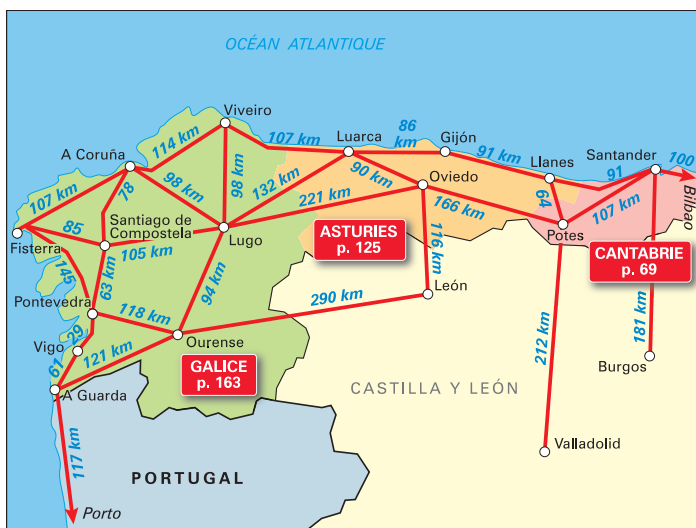 OCÉAN ATLANTIQUE
Viveiro
A Coruña
114 km
107 km
Luarca
86
km
Gijón
91 km
Llanes
Santander
91
100
Bilbao
107 km
78
98 km
98 km
132 km
90 km
Oviedo
64
85
Santiago de
Compostela
105 km
Lugo
221 km
166 km
Potes
107 km
Fisterra
145
63 km
94 km
ASTURIES
p. 125
116 km
CANTABRIE
p. 69
Pontevedra
118 km
290 km
León
29
Vigo
121 km
Ourense
212 km
181 km
61
GALICE
p. 163
Burgos
A Guarda
CASTILLA Y LEÓN
117 km
PORTUGAL
Valladolid
Porto